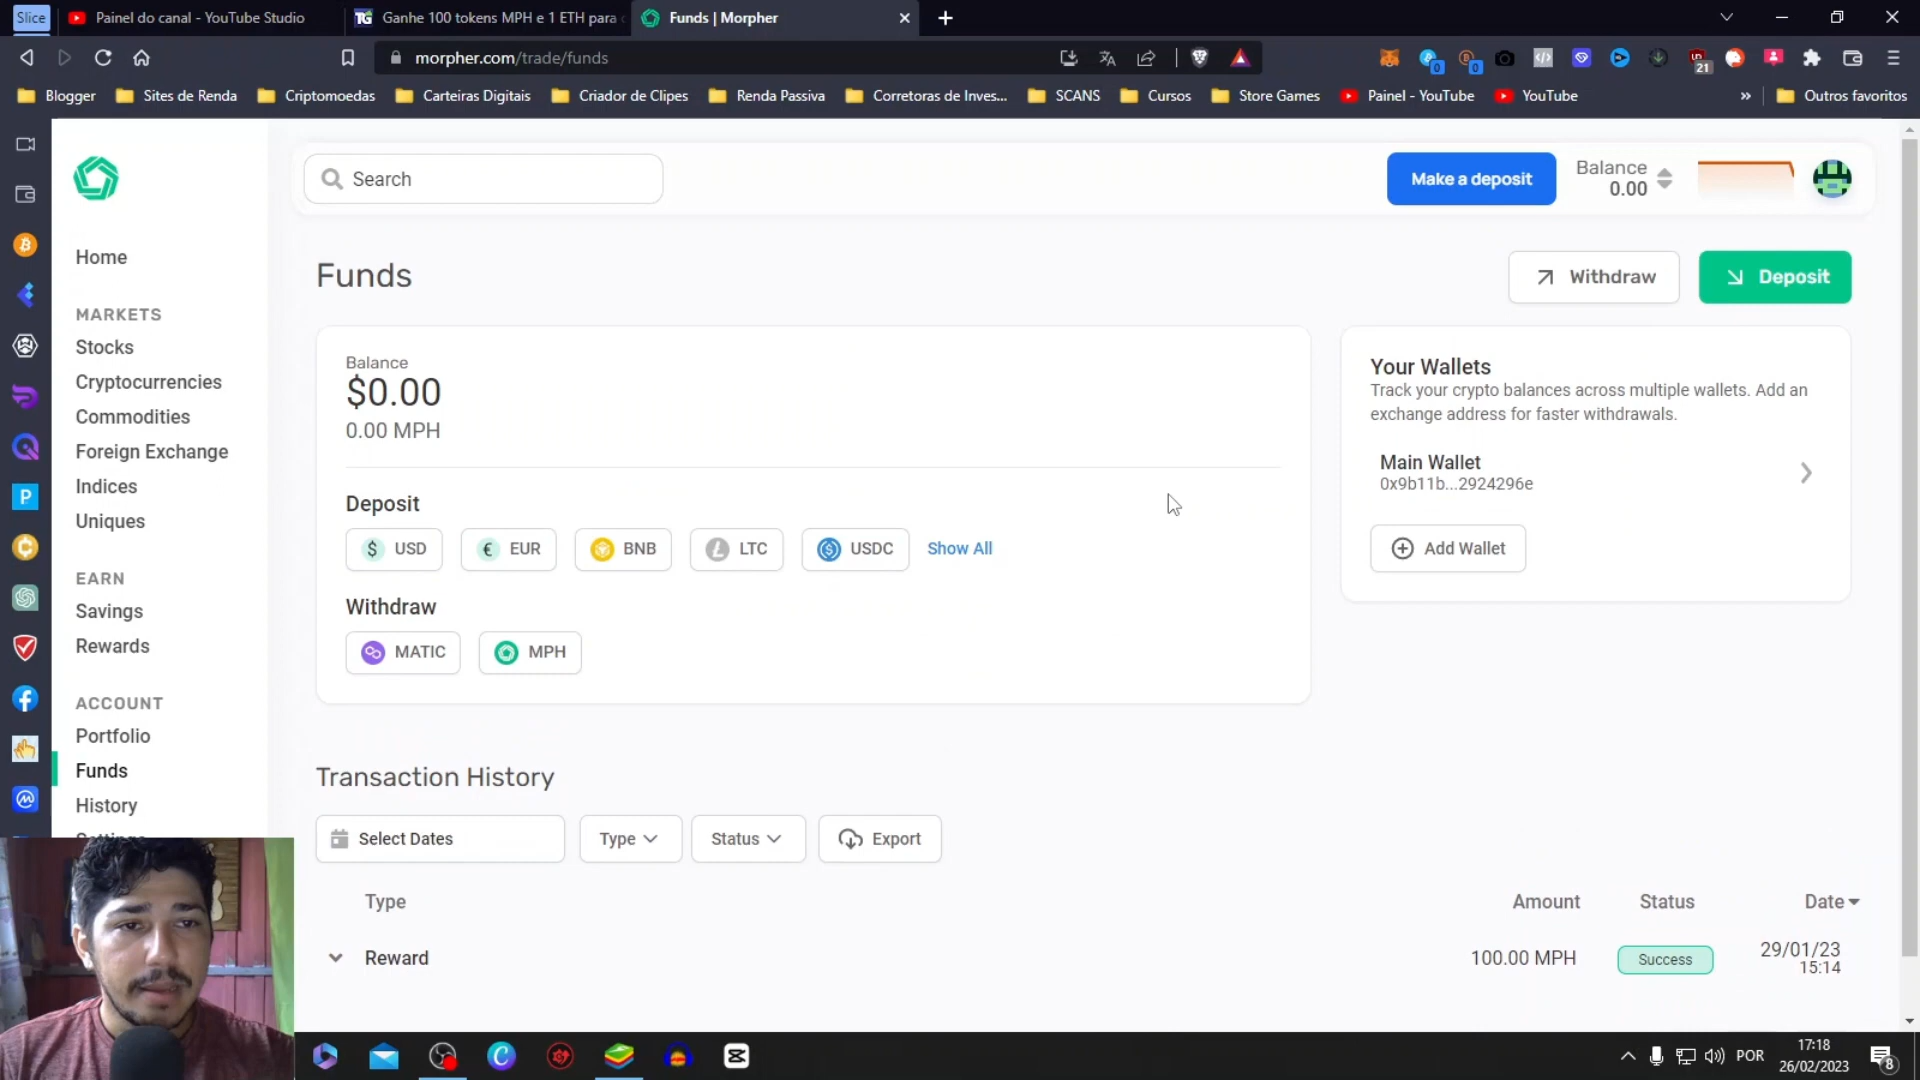 Slice
Painel do canal - YouTube Studio
Ganhe 100 tokens MPH e 1 ETH para
Funds | Morpher
morpher.com/trade/funds
0
0
21
Blogger
Sites de Renda
Criptomoedas
Carteiras Digitais
Criador de Clipes
Renda Passiva
Corretoras de Inves...
SCANS
Cursos
Store Games
Painel - YouTube
YouTube
»
Outros favoritos
Search
Make a deposit
Balance
0.00
Home
MARKETS
Stocks
Cryptocurrencies
Commodities
Foreign Exchange
Indices
Uniques
EARN
Savings
Rewards
ACCOUNT
Portfolio
Funds
History
Funds
Withdraw
Deposit
Balance
$0.00
0.00 MPH
Deposit
$ USD
€ EUR
BNB
LTC
USDC
Show All
Withdraw
MATIC
MPH
Your Wallets
Track your crypto balances across multiple wallets. Add an
exchange address for faster withdrawals.
Main Wallet
0x9b11b...2924296e
Add Wallet
Transaction History
Select Dates
Type
Status
Export
Type
Amount
Status
Date
Reward
100.00 MPH
Success
29/01/23
15:14
POR
17:18
26/02/2023
8